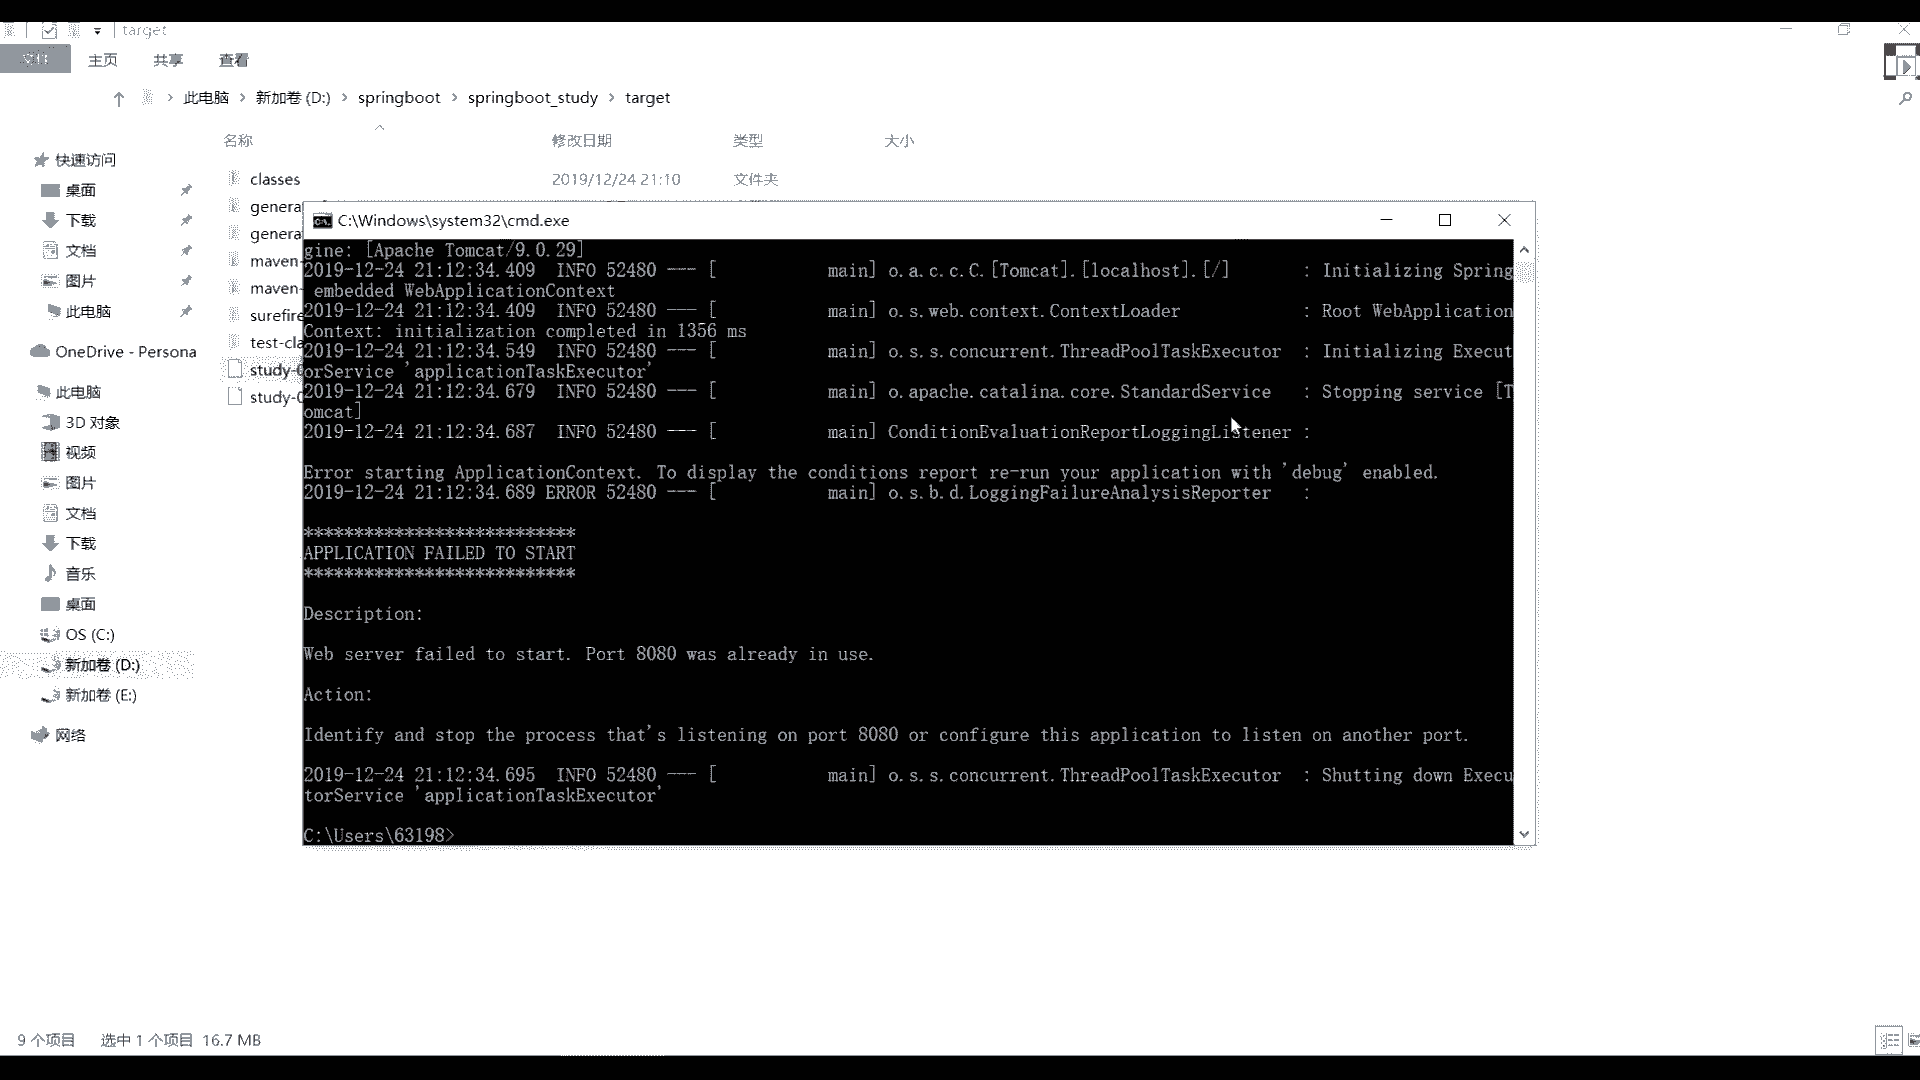 target
主页 共享 查看
此电脑 > 新加卷 (D:) > springboot > springboot_study > target
名称 修改日期 类型 大小
快速访问
桌面
下载
文档
图片
此电脑
OneDrive - Persona
此电脑
3D 对象
视频
图片
文档
下载
音乐
桌面
OS (C:)
新加卷 (D:)
新加卷 (E:)
网络
classes 2019/12/24 21:10 文件夹
genera
genera
maven-
maven-
surefire
test-cla
study-0
study-0
C:\Windows\system32\cmd.exe
gine: [Apache Tomcat/9.0.29]
2019-12-24 21:12:34.409  INFO 52480 --- [           main] o.a.c.c.C.[Tomcat].[localhost].[/]       : Initializing Spring
 embedded WebApplicationContext
2019-12-24 21:12:34.409  INFO 52480 --- [           main] o.s.web.context.ContextLoader            : Root WebApplication
Context: initialization completed in 1356 ms
2019-12-24 21:12:34.549  INFO 52480 --- [           main] o.s.s.concurrent.ThreadPoolTaskExecutor  : Initializing Execut
orService 'applicationTaskExecutor'
2019-12-24 21:12:34.679  INFO 52480 --- [           main] o.apache.catalina.core.StandardService   : Stopping service [T
omcat]
2019-12-24 21:12:34.687  INFO 52480 --- [           main] ConditionEvaluationReportLoggingListener :
Error starting ApplicationContext. To display the conditions report re-run your application with 'debug' enabled.
2019-12-24 21:12:34.689 ERROR 52480 --- [           main] o.s.b.d.LoggingFailureAnalysisReporter   :
***************************
APPLICATION FAILED TO START
***************************
Description:
Web server failed to start. Port 8080 was already in use.
Action:
Identify and stop the process that's listening on port 8080 or configure this application to listen on another port.
2019-12-24 21:12:34.695  INFO 52480 --- [           main] o.s.s.concurrent.ThreadPoolTaskExecutor  : Shutting down Execu
torService 'applicationTaskExecutor'
C:\Users\63198>
9 个项目 选中 1 个项目 16.7 MB